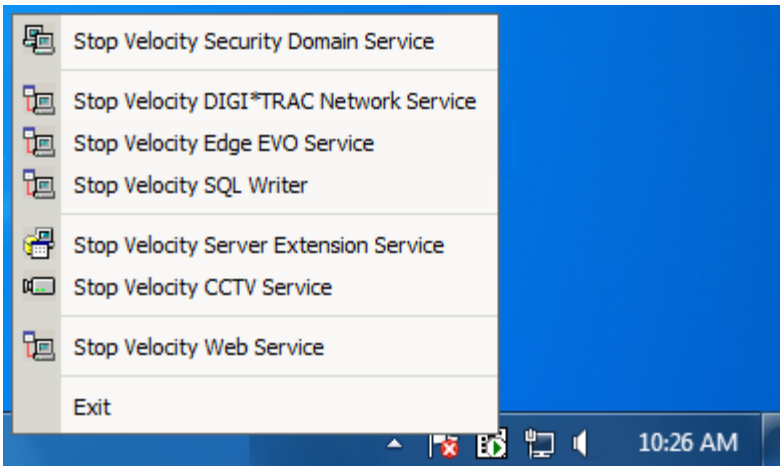 Stop Velocity Security Domain Service
Stop Velocity DIGI*TRAC Network Service
Stop Velocity Edge EVO Service
Stop Velocity SQL Writer
Stop Velocity Server Extension Service
Stop Velocity CCTV Service
Stop Velocity Web Service
Exit
10:26 AM